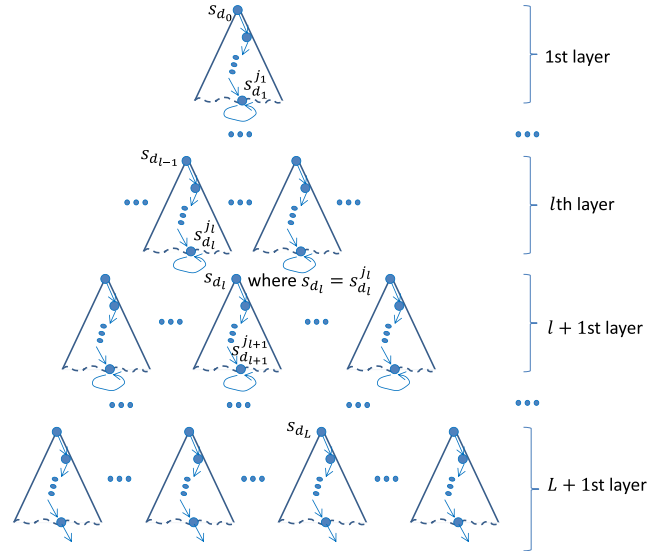 s_{d_0}
1st layer
s_{d_1}^{j_1}
s_{d_{l-1}}
lth layer
s_{d_l}^{j_l}
s_{d_l} where s_{d_l} = s_{d_l}^{j_l}
l + 1st layer
s_{d_{l+1}}^{j_{l+1}}
s_{d_L}
L + 1st layer